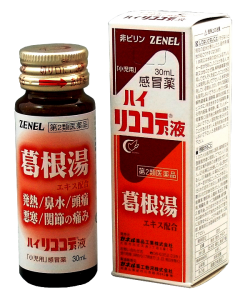 ZENEL
第2類医薬品
葛根湯
エキス配合
発熱/鼻水/頭痛
悪寒/関節の痛み
ハイリココデ液
「小児用」感冒薬
30mL
非ピリン ZENEL
「小児用」
30mL
感冒薬
ハイ
リココデ液
第2類医薬品
葛根湯
エキス配合